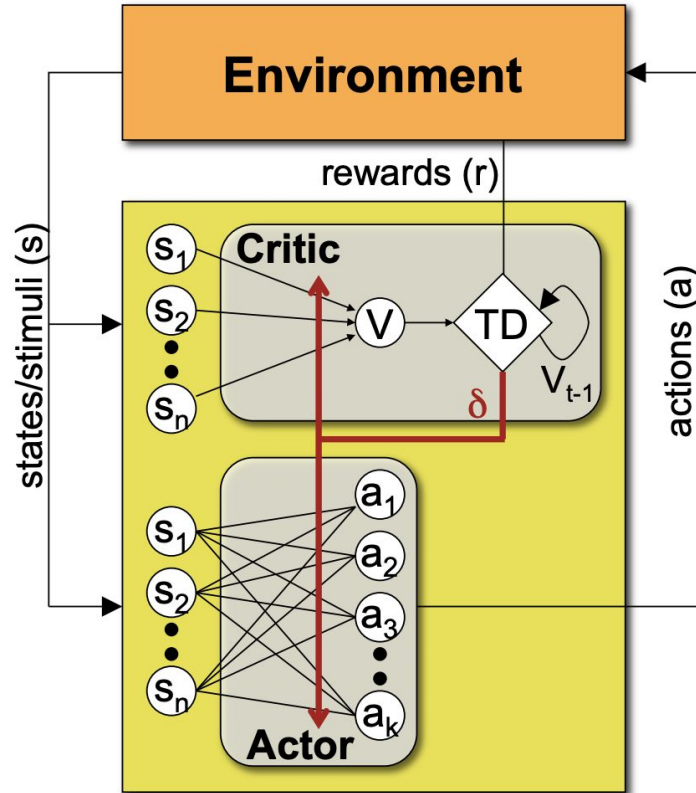 Environment
rewards (r)
states/stimuli (s)
actions (a)
Critic
s1
s2
sn
V
TD
Vt-1
δ
s1
s2
sn
a1
a2
a3
ak
Actor